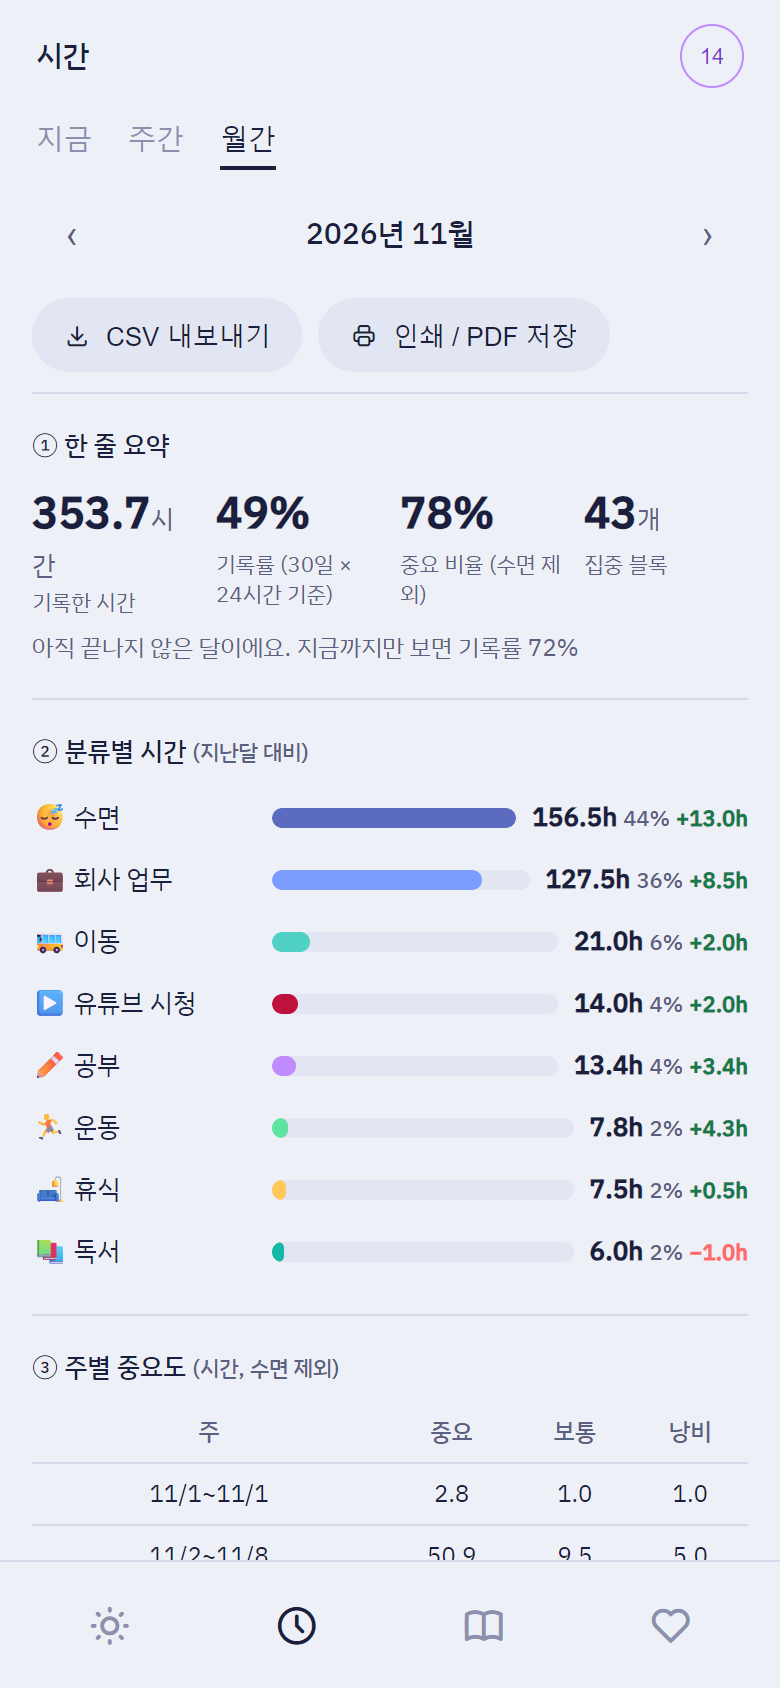 시간
14
지금 주간 월간
‹ 2026년 11월 ›
CSV 내보내기 인쇄 / PDF 저장
① 한 줄 요약
353.7시간 49% 78% 43개
기록한 시간
기록률 (30일 × 24시간 기준)
중요 비율 (수면 제외)
집중 블록
아직 끝나지 않은 달이에요. 지금까지만 보면 기록률 72%
② 분류별 시간 (지난달 대비)
수면 156.5h 44% +13.0h
회사 업무 127.5h 36% +8.5h
이동 21.0h 6% +2.0h
유튜브 시청 14.0h 4% +2.0h
공부 13.4h 4% +3.4h
운동 7.8h 2% +4.3h
휴식 7.5h 2% +0.5h
독서 6.0h 2% −1.0h
③ 주별 중요도 (시간, 수면 제외)
주 중요 보통 낭비
11/1~11/1 2.8 1.0 1.0
11/2~11/8 50.9 9.5 5.0